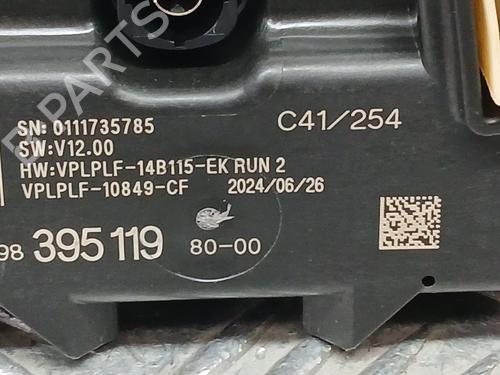 SN: 0111735785
SW:V12.00
HW:VPLPLF-14B115-EK RUN 2
VPLPLF-10849-CF 2024/06/26
C41/254
98 395 119 80-00
B-PARTS